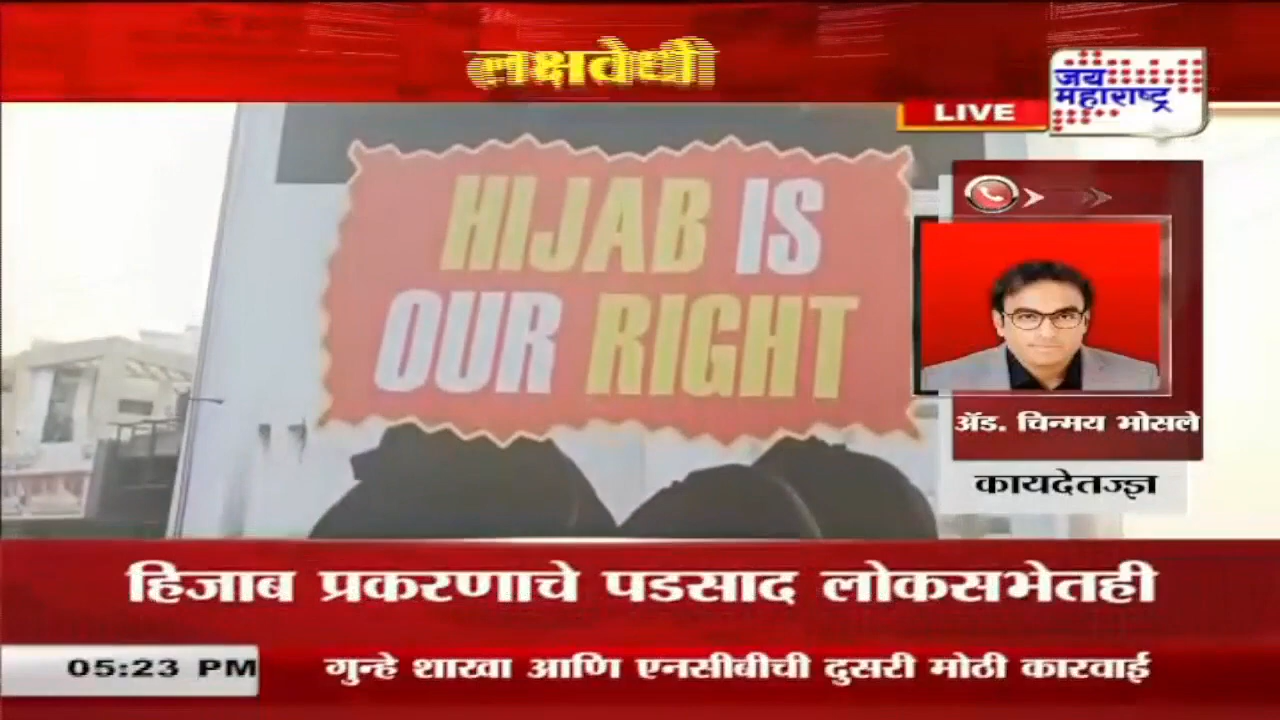 लक्षवेधी
LIVE
जय
महाराष्ट्र
HIJAB IS
OUR RIGHT
अ‍ॅड. चिन्मय भोसले
कायदेतज्ज्ञ
हिजाब प्रकरणाचे पडसाद लोकसभेतही
05:23 PM
गुन्हे शाखा आणि एनसीबीची दुसरी मोठी कारवाई